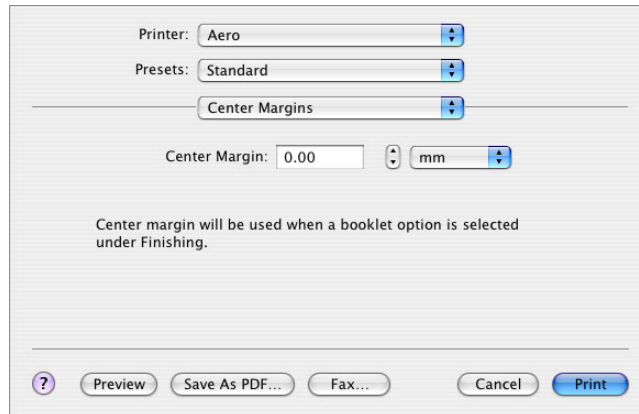 Printer: Aero
Presets: Standard
Center Margins
Center Margin: 0.00 mm
Center margin will be used when a booklet option is selected
under Finishing.
? Preview Save As PDF... Fax... Cancel Print